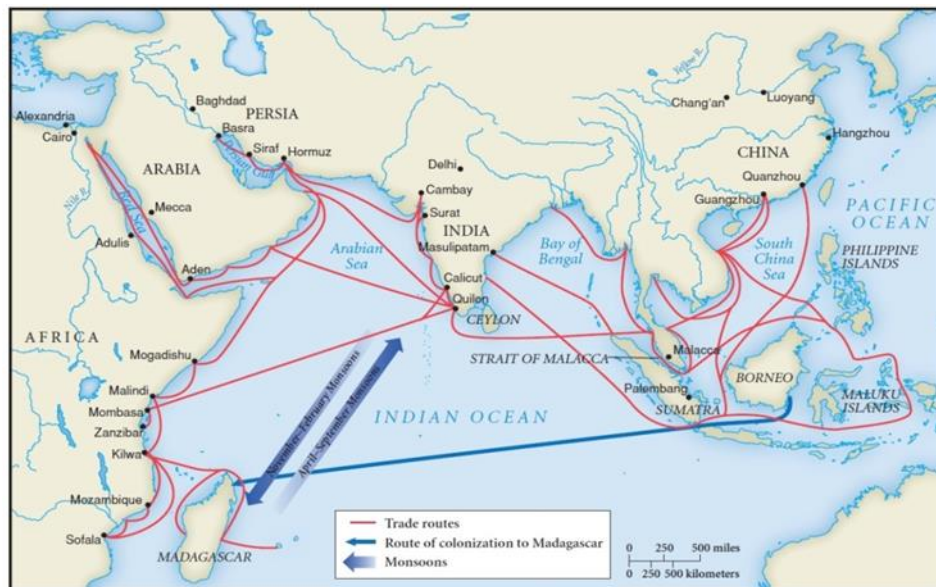 Alexandria
Cairo
Nile R.
Baghdad
PERSIA
Basra
Siraf
Hormuz
Persian Gulf
ARABIA
Mecca
Red Sea
Adulis
Aden
Arabian
Sea
Delhi
Cambay
Surat
INDIA
Masulipatam
Calicut
Quilon
CEYLON
Bay of
Bengal
Chang'an
Luoyang
Hangzhou
CHINA
Quanzhou
Guangzhou
PACIFIC
OCEAN
South
China
Sea
PHILIPPINE
ISLANDS
AFRICA
Mogadishu
Malindi
Mombasa
Zanzibar
Kilwa
Mozambique
Sofala
MADAGASCAR
November–February Monsoons
April–September Monsoons
INDIAN OCEAN
STRAIT OF MALACCA
Malacca
Palembang
SUMATRA
BORNEO
MALUKU
ISLANDS
Trade routes
Route of colonization to Madagascar
Monsoons
0 250 500 miles
0 250 500 kilometers